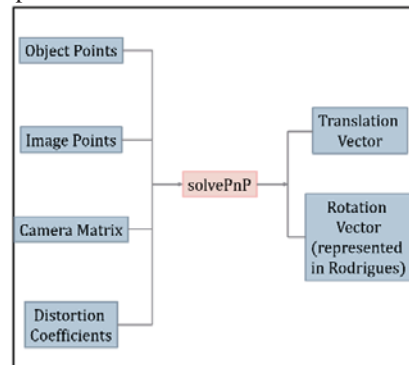 Object Points
Image Points
Camera Matrix
Distortion
Coefficients
solvePnP
Translation
Vector
Rotation
Vector
(represented
in Rodrigues)